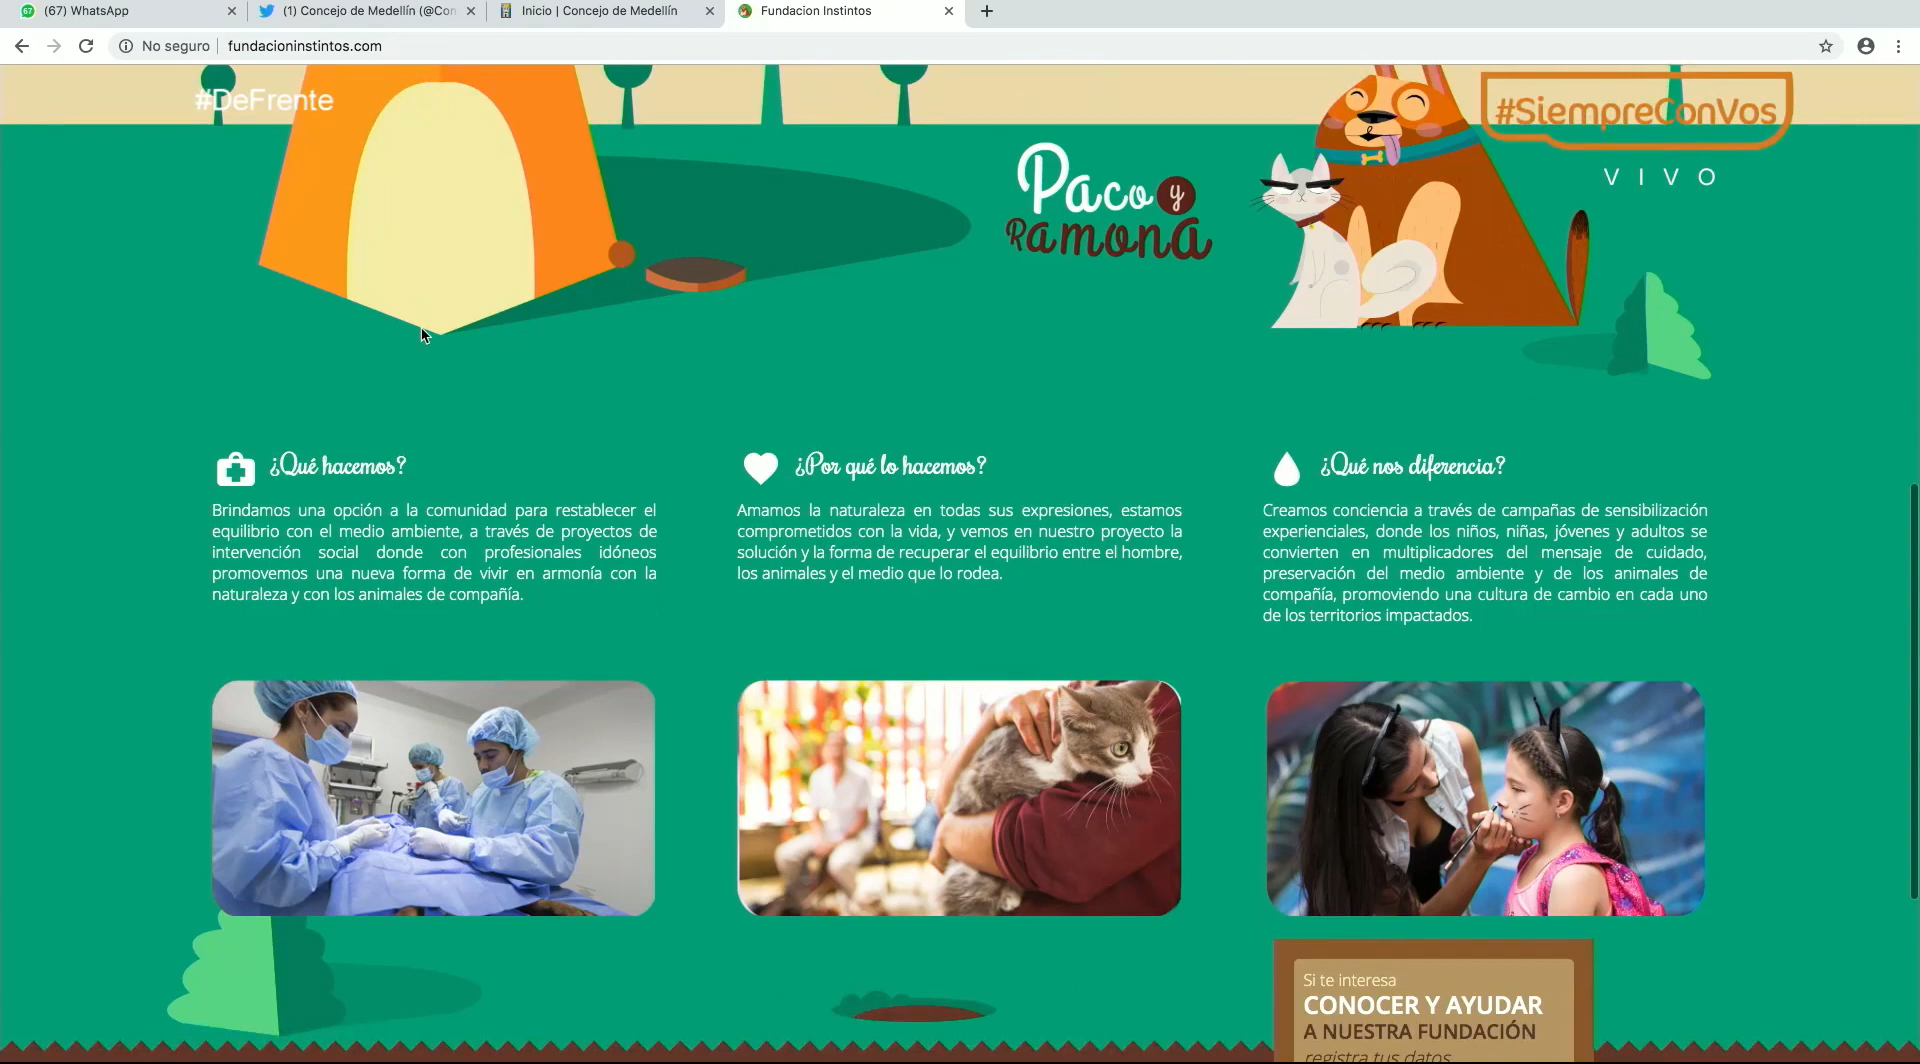 (67) WhatsApp
(1) Concejo de Medellín (@Con
Inicio | Concejo de Medellín
Fundacion Instintos
No seguro
fundacioninstintos.com
#DeFrente
#SiempreConVos
VIVO
Paco y
Ramona
¿Qué hacemos?
Brindamos una opción a la comunidad para restablecer el
equilibrio con el medio ambiente, a través de proyectos de
intervención social donde con profesionales idóneos
promovemos una nueva forma de vivir en armonía con la
naturaleza y con los animales de compañía.
¿Por qué lo hacemos?
Amamos la naturaleza en todas sus expresiones, estamos
comprometidos con la vida, y vemos en nuestro proyecto la
solución y la forma de recuperar el equilibrio entre el hombre,
los animales y el medio que lo rodea.
¿Qué nos diferencia?
Creamos conciencia a través de campañas de sensibilización
experienciales, donde los niños, niñas, jóvenes y adultos se
convierten en multiplicadores del mensaje de cuidado,
preservación del medio ambiente y de los animales de
compañía, promoviendo una cultura de cambio en cada uno
de los territorios impactados.
Si te interesa
CONOCER Y AYUDAR
A NUESTRA FUNDACIÓN
registra tus datos